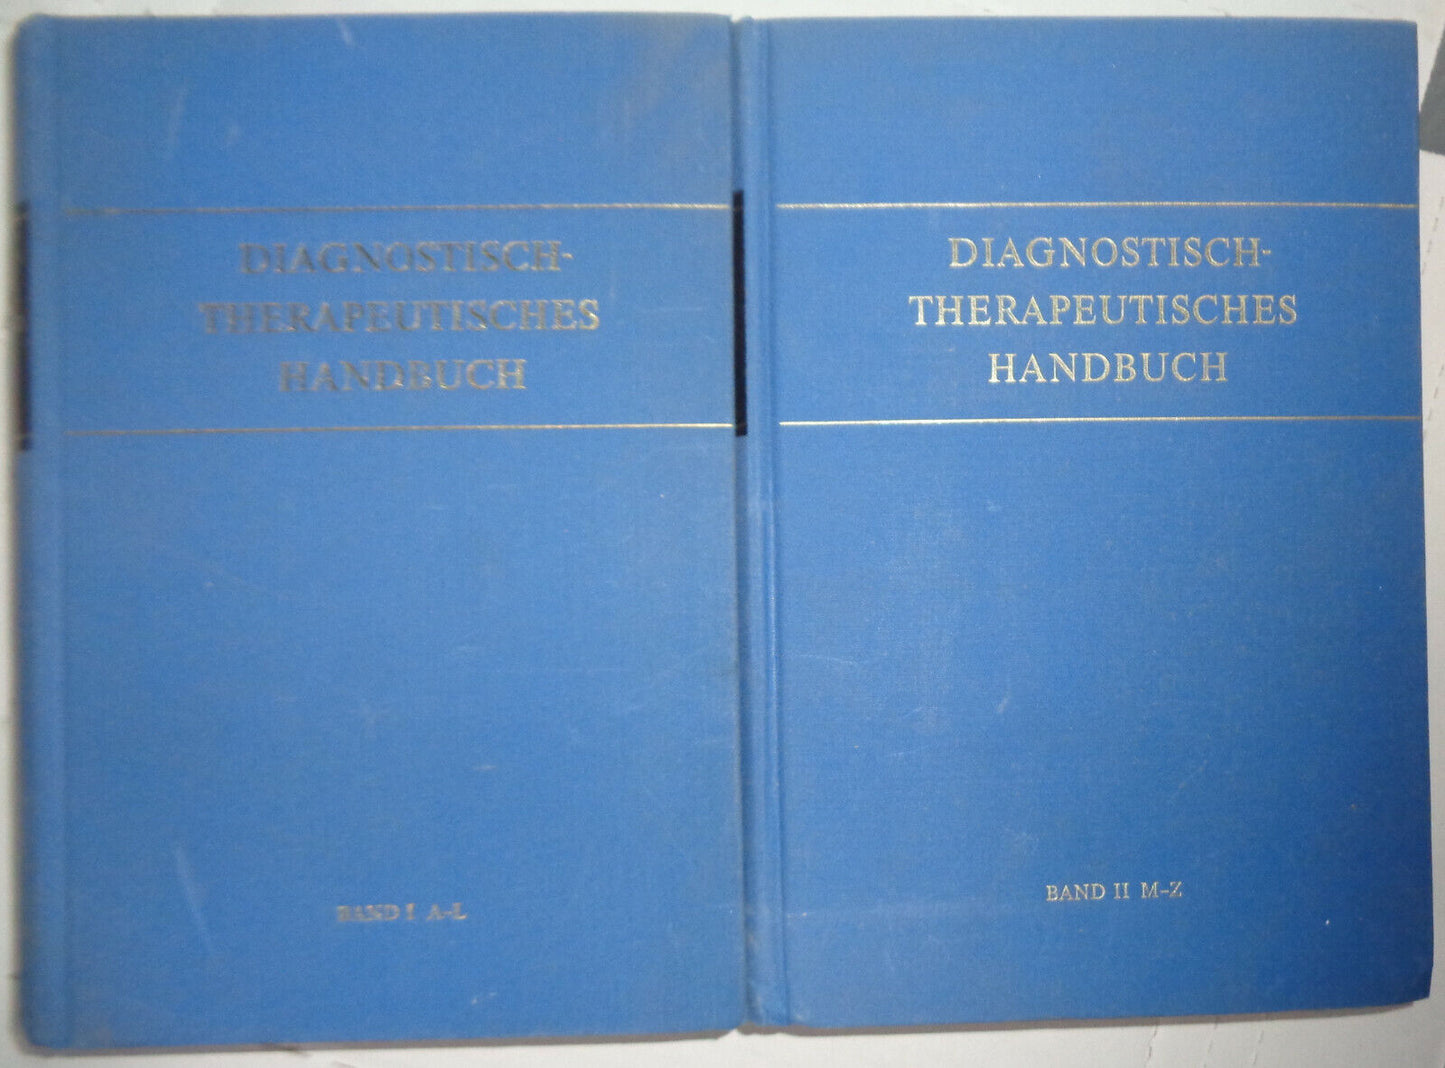 DIAGNOSTISCH-
THERAPEUTISCHES
HANDBUCH
BAND I A-L
DIAGNOSTISCH-
THERAPEUTISCHES
HANDBUCH
BAND II M-Z